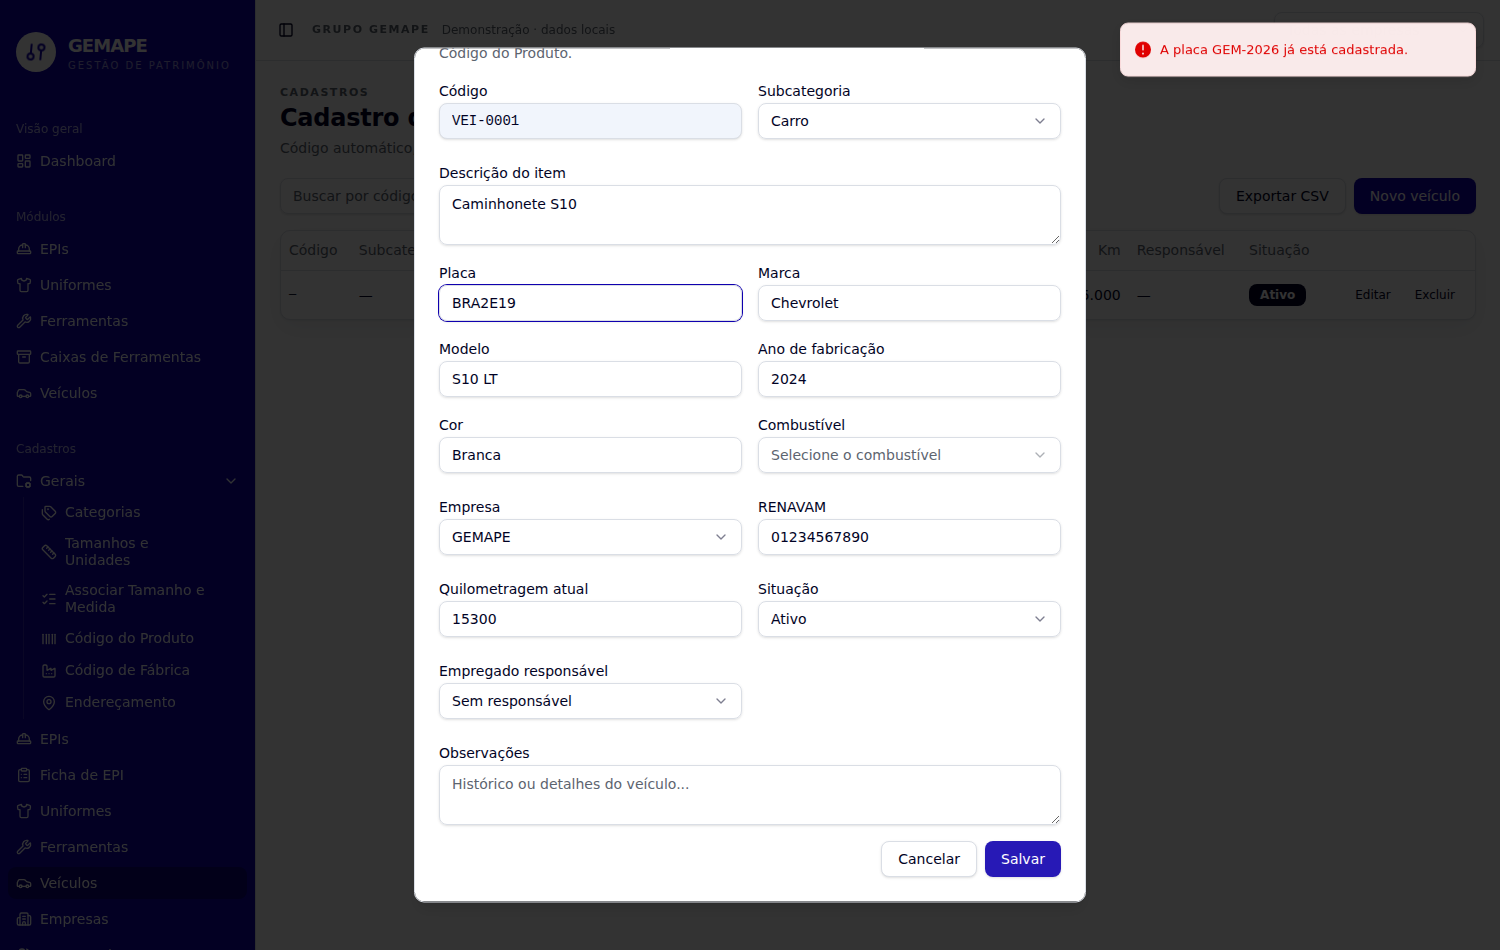 GEMAPE
GESTÃO DE PATRIMÔNIO
Visão geral
Dashboard
Módulos
EPIs
Uniformes
Ferramentas
Caixas de Ferramentas
Veículos
Cadastros
Gerais
Categorias
Tamanhos e
Unidades
Associar Tamanho e
Medida
Código do Produto
Código de Fábrica
Endereçamento
EPIs
Ficha de EPI
Uniformes
Ferramentas
Veículos
Empresas
GRUPO GEMAPE Demonstração · dados locais
A placa GEM-2026 já está cadastrada.
CADASTROS
Cadastro
Código automático
Buscar por código
Exportar CSV
Novo veículo
Código Subcate Km Responsável Situação
— — 5.000 — Ativo Editar Excluir
Código do Produto.
Código Subcategoria
VEI-0001 Carro
Descrição do item
Caminhonete S10
Placa Marca
BRA2E19 Chevrolet
Modelo Ano de fabricação
S10 LT 2024
Cor Combustível
Branca Selecione o combustível
Empresa RENAVAM
GEMAPE 01234567890
Quilometragem atual Situação
15300 Ativo
Empregado responsável
Sem responsável
Observações
Histórico ou detalhes do veículo...
Cancelar Salvar